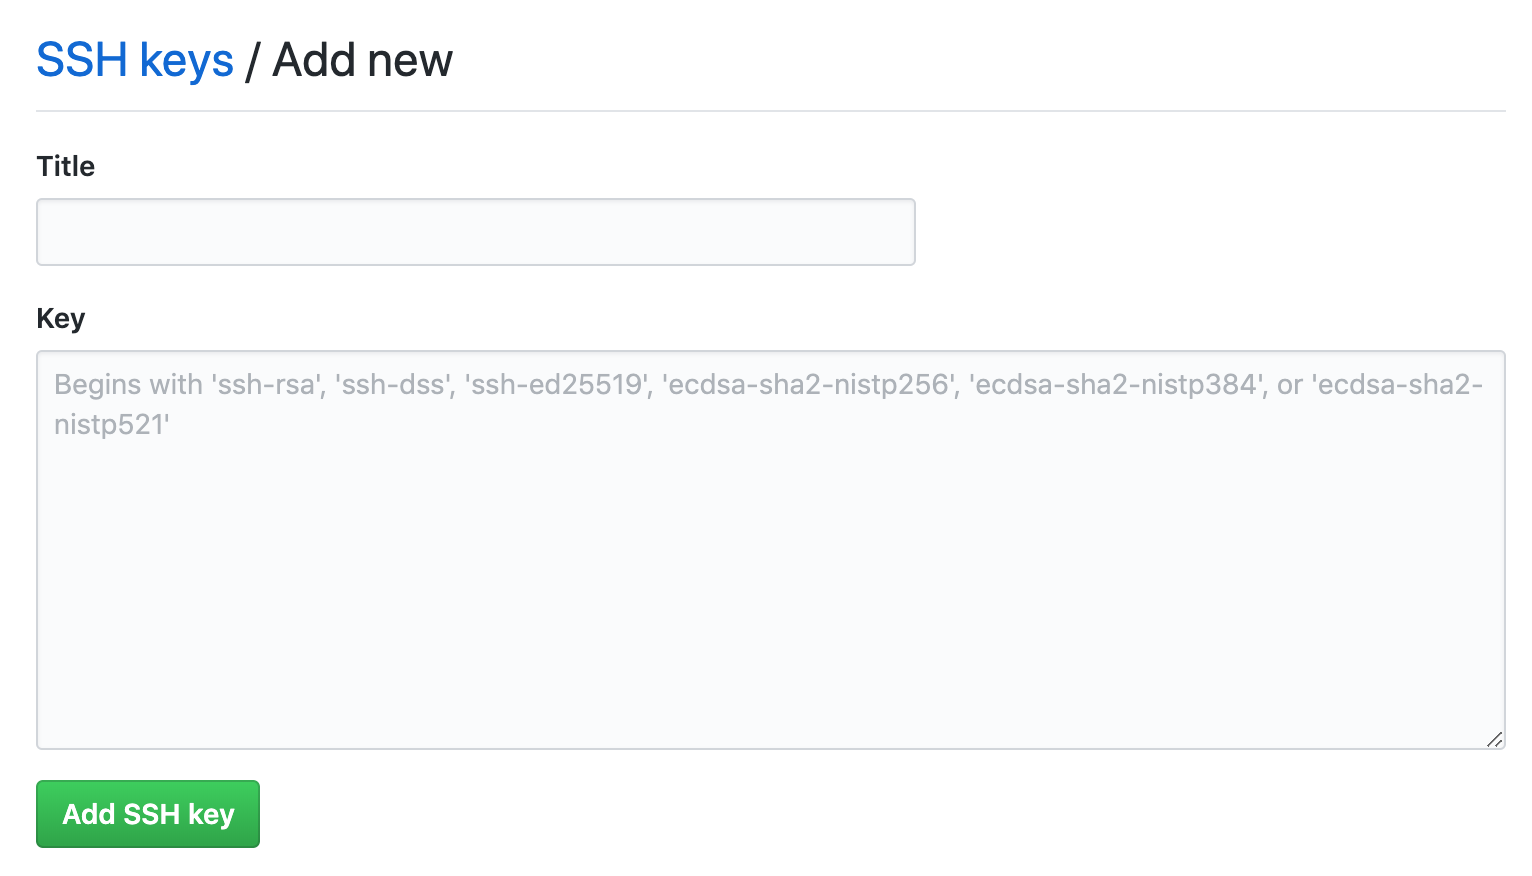 SSH keys / Add new
Title
Key
Begins with 'ssh-rsa', 'ssh-dss', 'ssh-ed25519', 'ecdsa-sha2-nistp256', 'ecdsa-sha2-nistp384', or 'ecdsa-sha2-
nistp521'
Add SSH key